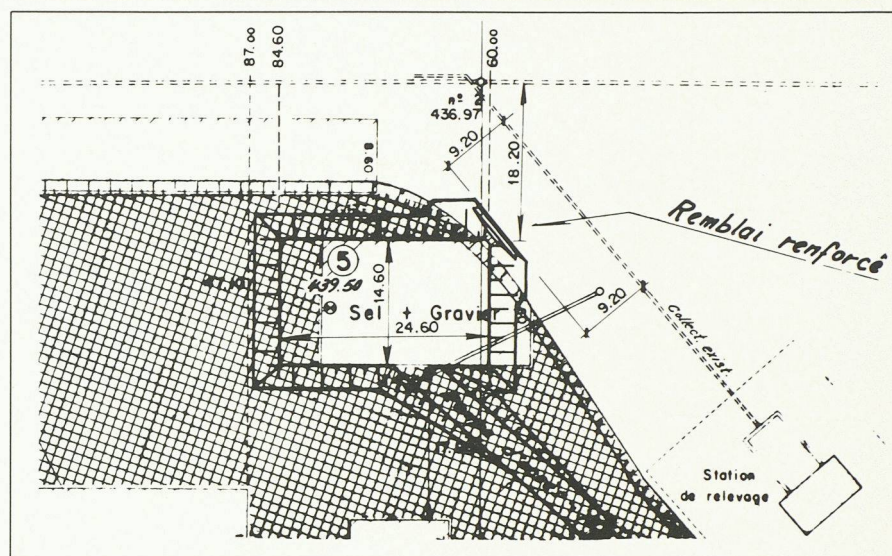 87.00
84.60
60.00
n° 2
436.97
9.20
18.20
8.60
Remblai renforcé
5
439.50
14.60
Sel + Gravier
24.60
9.20
Collect exist.
Station
de relevage